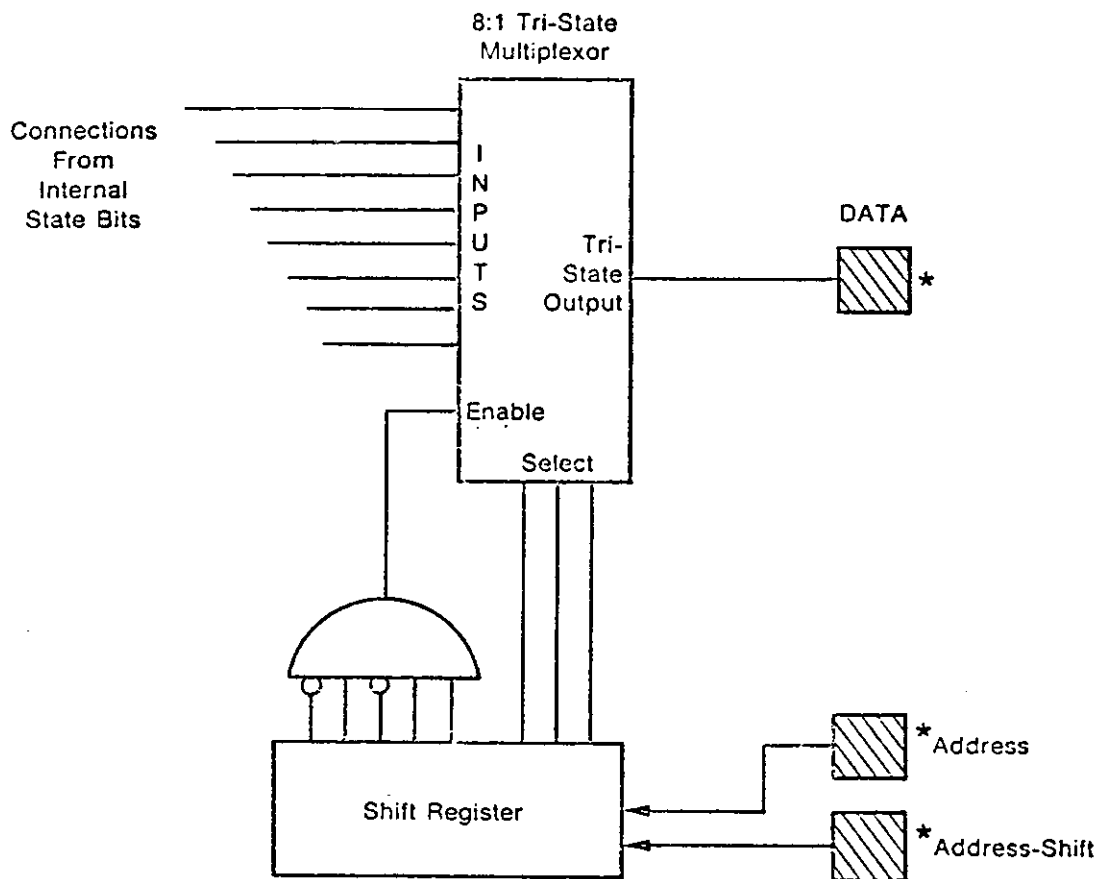 8:1 Tri-State
Multiplexor
Connections
From
Internal
State Bits
I
N
P
U
T
S
Tri-
State
Output
DATA
*
Enable
Select
Shift Register
*Address
*Address-Shift